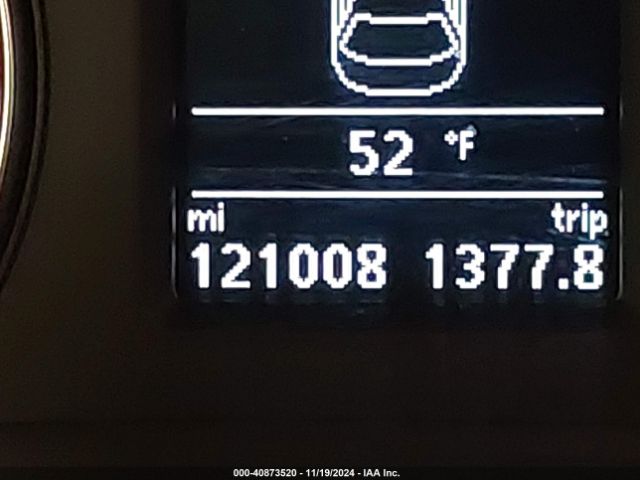 52 °F
mi trip
121008 1377.8
000-40873520 - 11/19/2024 - IAA Inc.